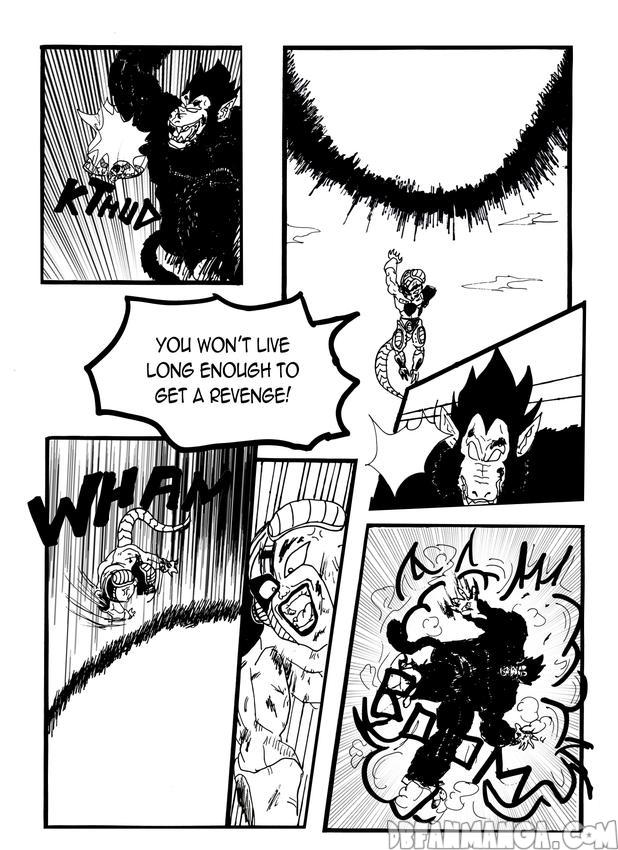 KTHUD
YOU WON'T LIVE
LONG ENOUGH TO
GET A REVENGE!
WHAM
BOOM
DBFANMANGA.COM